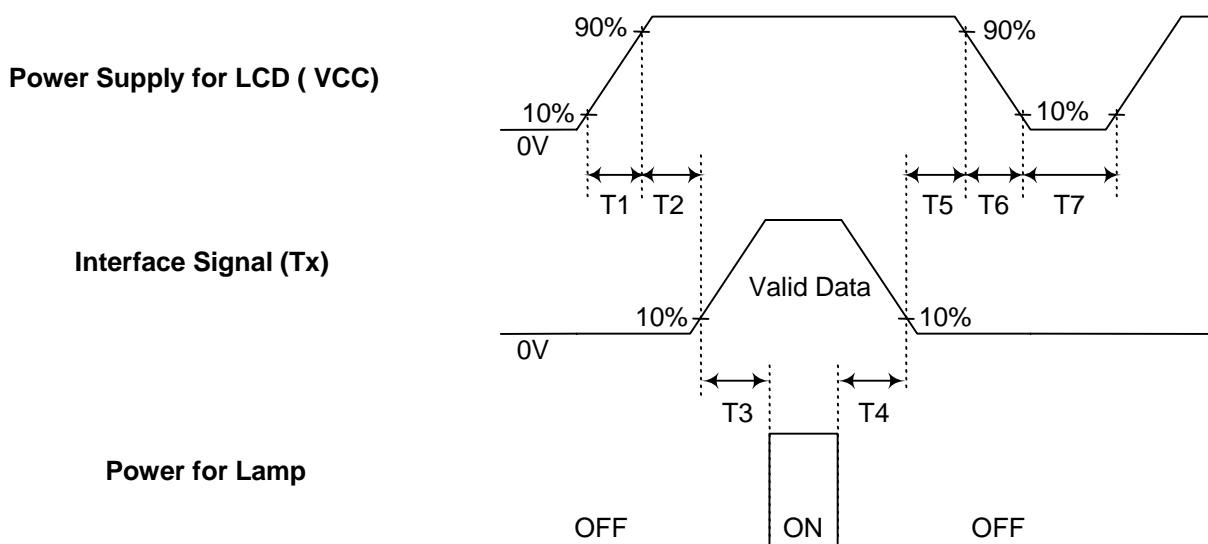 90%
90%
Power Supply for LCD ( VCC)
10%
10%
0V
T1
T2
T5
T6
T7
Interface Signal (Tx)
Valid Data
10%
10%
0V
T3
T4
Power for Lamp
OFF
ON
OFF